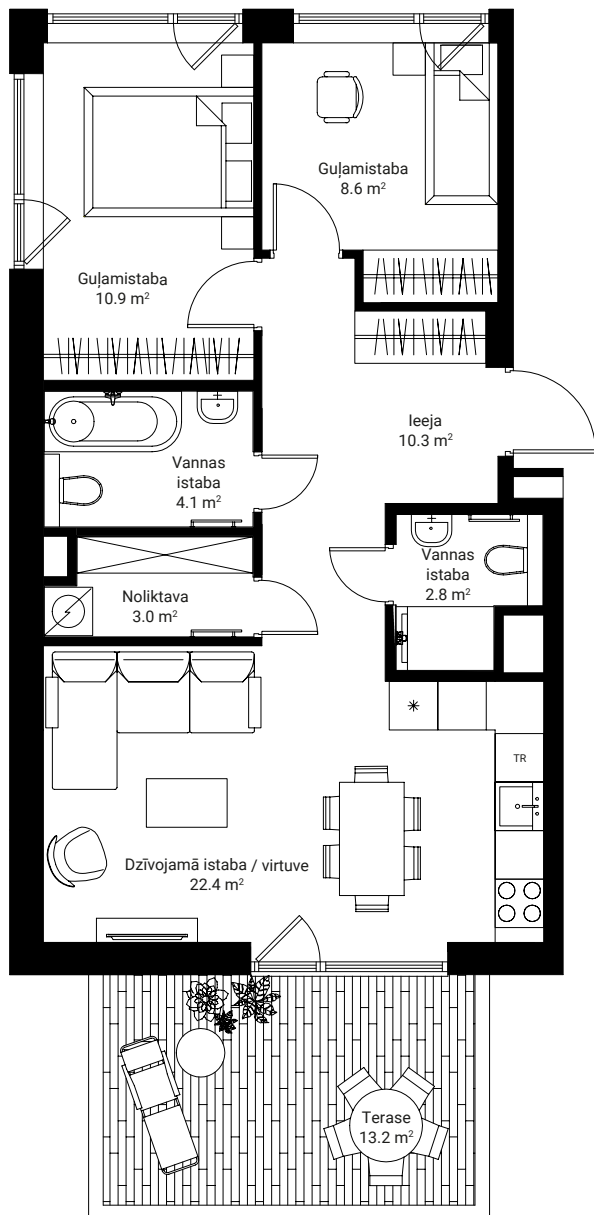 Guļamistaba
8.6 m²
Guļamistaba
10.9 m²
Ieeja
10.3 m²
Vannas
istaba
4.1 m²
Vannas
istaba
2.8 m²
Noliktava
3.0 m²
TR
Dzīvojamā istaba / virtuve
22.4 m²
Terase
13.2 m²